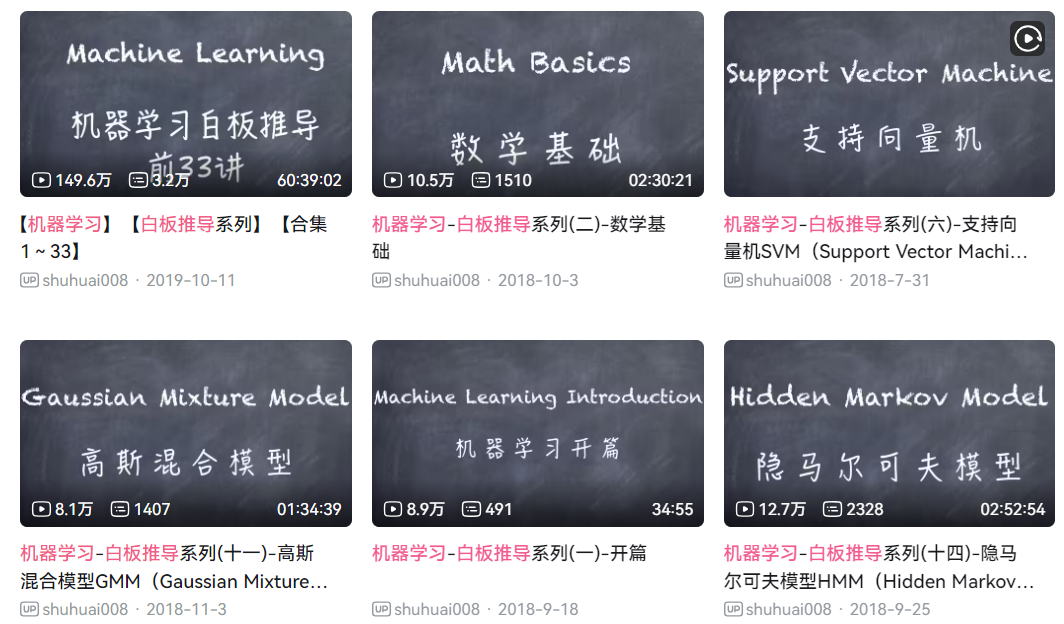 Machine Learning
机器学习白板推导
前33讲
149.6万 3.2万 60:39:02
【机器学习】【白板推导系列】【合集
1~33】
UP shuhuai008 · 2019-10-11
Math Basics
数学基础
10.5万 1510 02:30:21
机器学习-白板推导系列(二)-数学基
础
UP shuhuai008 · 2018-10-3
Support Vector Machine
支持向量机
机器学习-白板推导系列(六)-支持向
量机SVM（Support Vector Machi...
UP shuhuai008 · 2018-7-31
Gaussian Mixture Model
高斯混合模型
8.1万 1407 01:34:39
机器学习-白板推导系列(十一)-高斯
混合模型GMM（Gaussian Mixture...
UP shuhuai008 · 2018-11-3
Machine Learning Introduction
机器学习开篇
8.9万 491 34:55
机器学习-白板推导系列(一)-开篇
UP shuhuai008 · 2018-9-18
Hidden Markov Model
隐马尔可夫模型
12.7万 2328 02:52:54
机器学习-白板推导系列(十四)-隐马
尔可夫模型HMM（Hidden Markov...
UP shuhuai008 · 2018-9-25